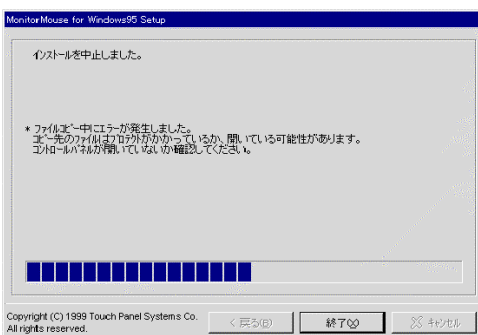 MonitorMouse for Windows95 Setup
インストールを中止しました。
* ファイルコピー中にエラーが発生しました。
コピー先のファイルはプロテクトがかかっているか、開いている可能性があります。
コントロールパネルが開いていないか確認してください。
Copyright (C) 1999 Touch Panel Systems Co.
All rights reserved.
< 戻る(B)
終了(X)
キャンセル